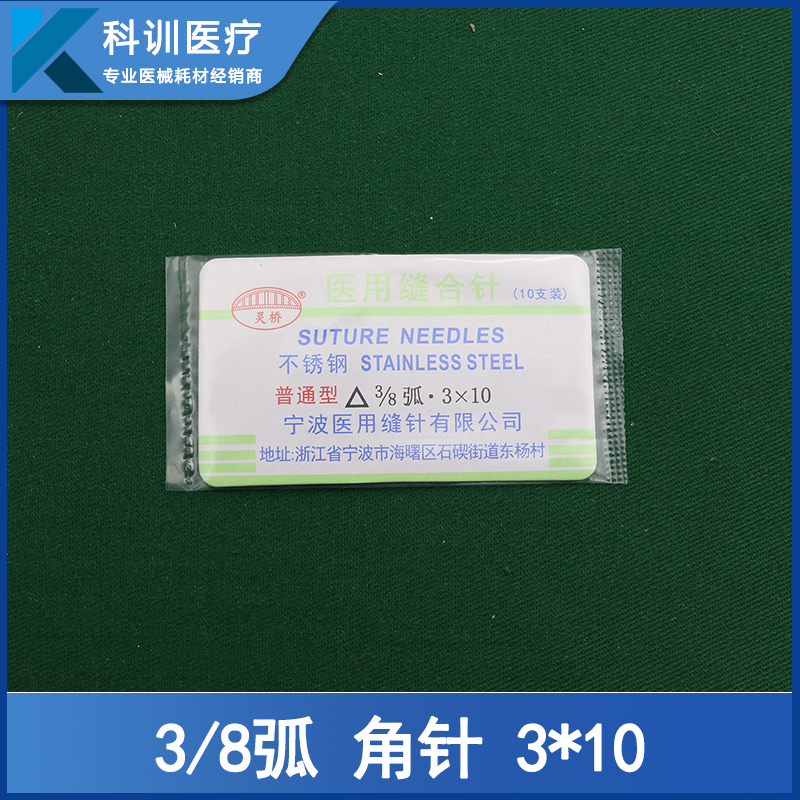 科训医疗
专业医械耗材经销商
医用缝合针 (10支装)
灵桥 ®
SUTURE NEEDLES
不锈钢 STAINLESS STEEL
普通型 △ 3/8 弧·3×10
宁波医用缝针有限公司
地址:浙江省宁波市海曙区石碶街道东杨村
3/8弧 角针 3*10